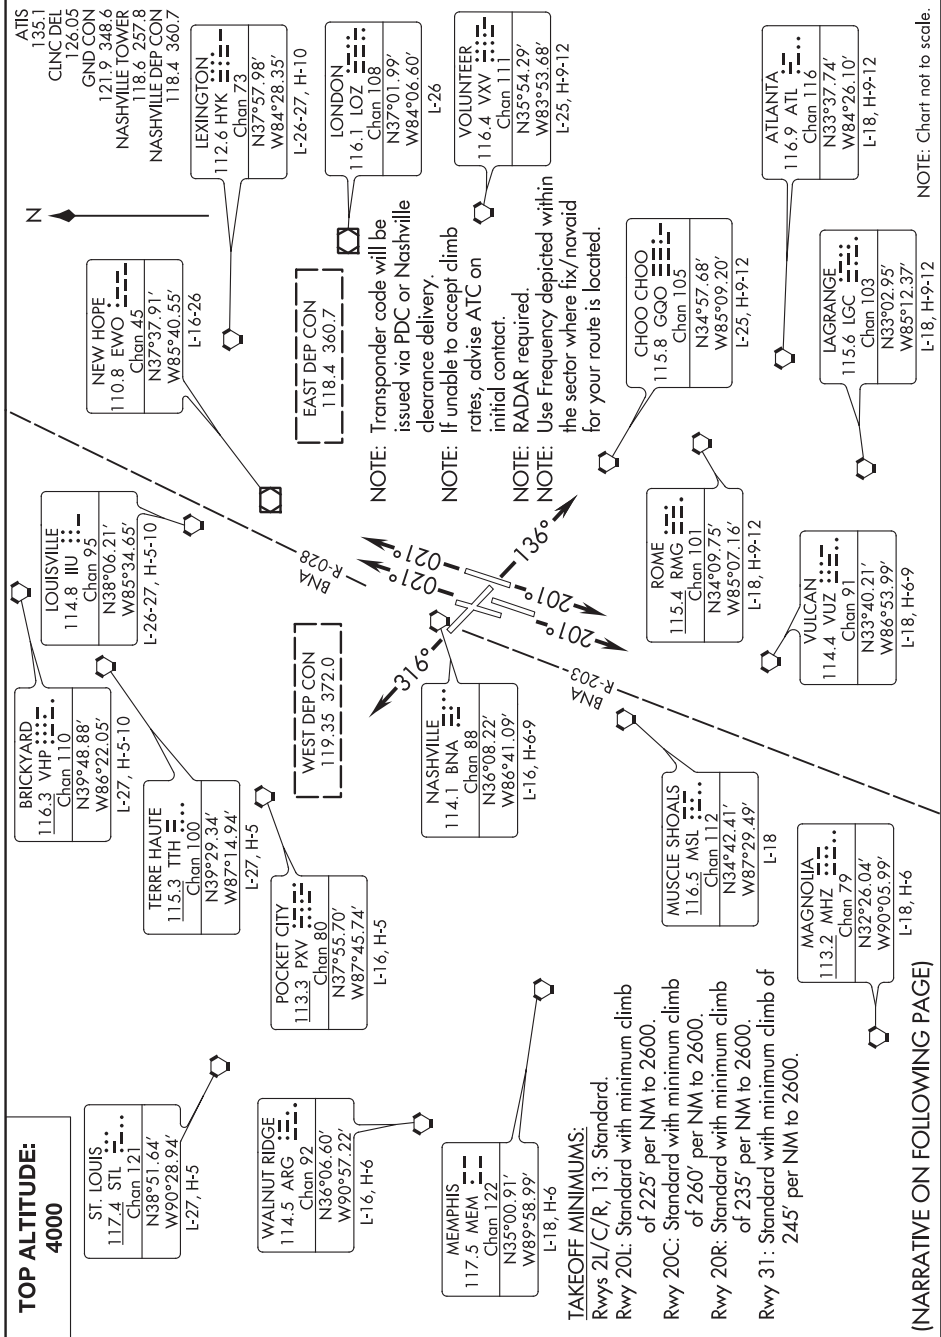 TOP ALTITUDE:
4000
ATIS
135.1
CLNC DEL
126.05
GND CON
121.9 348.6
NASHVILLE TOWER
118.6 257.8
NASHVILLE DEP CON
118.4 360.7
N
ST. LOUIS
117.4 STL
Chan 121
N38°51.64′
W90°28.94′
L-27, H-5
BRICKYARD
116.3 VHP
Chan 110
N39°48.88′
W86°22.05′
L-27, H-5-10
TERRE HAUTE
115.3 TTH
Chan 100
N39°29.34′
W87°14.94′
L-27, H-5
LOUISVILLE
114.8 IIU
Chan 95
N38°06.21′
W85°34.65′
L-26-27, H-5-10
NEW HOPE
110.8 EWO
Chan 45
N37°37.91′
W85°40.55′
L-16-26
LEXINGTON
112.6 HYK
Chan 73
N37°57.98′
W84°28.35′
L-26-27, H-10
LONDON
116.1 LOZ
Chan 108
N37°01.99′
W84°06.60′
L-26
WALNUT RIDGE
114.5 ARG
Chan 92
N36°06.60′
W90°57.22′
L-16, H-6
POCKET CITY
113.3 PXV
Chan 80
N37°55.70′
W87°45.74′
L-16, H-5
WEST DEP CON
119.35 372.0
EAST DEP CON
118.4 360.7
BNA
R-028
021°
021°
316°
136°
201°
201°
BNA
R-203
NASHVILLE
114.1 BNA
Chan 88
N36°08.22′
W86°41.09′
L-16, H-6-9
VOLUNTEER
116.4 VXV
Chan 111
N35°54.29′
W83°53.68′
L-25, H-9-12
NOTE: Transponder code will be
issued via PDC or Nashville
clearance delivery.
NOTE: If unable to accept climb
rates, advise ATC on
initial contact.
NOTE: RADAR required.
NOTE: Use Frequency depicted within
the sector where fix/navaid
for your route is located.
MEMPHIS
117.5 MEM
Chan 122
N35°00.91′
W89°58.99′
L-18, H-6
MUSCLE SHOALS
116.5 MSL
Chan 112
N34°42.41′
W87°29.49′
L-18
ROME
115.4 RMG
Chan 101
N34°09.75′
W85°07.16′
L-18, H-9-12
CHOO CHOO
115.8 GQO
Chan 105
N34°57.68′
W85°09.20′
L-25, H-9-12
ATLANTA
116.9 ATL
Chan 116
N33°37.74′
W84°26.10′
L-18, H-9-12
MAGNOLIA
113.2 MHZ
Chan 79
N32°26.04′
W90°05.99′
L-18, H-6
VULCAN
114.4 VUZ
Chan 91
N33°40.21′
W86°53.99′
L-18, H-6-9
LAGRANGE
115.6 LGC
Chan 103
N33°02.95′
W85°12.37′
L-18, H-9-12
TAKEOFF MINIMUMS:
Rwys 2L/C/R, 13: Standard.
Rwy 20L: Standard with minimum climb
of 225′ per NM to 2600.
Rwy 20C: Standard with minimum climb
of 260′ per NM to 2600.
Rwy 20R: Standard with minimum climb
of 235′ per NM to 2600.
Rwy 31: Standard with minimum climb of
245′ per NM to 2600.
(NARRATIVE ON FOLLOWING PAGE)
NOTE: Chart not to scale.